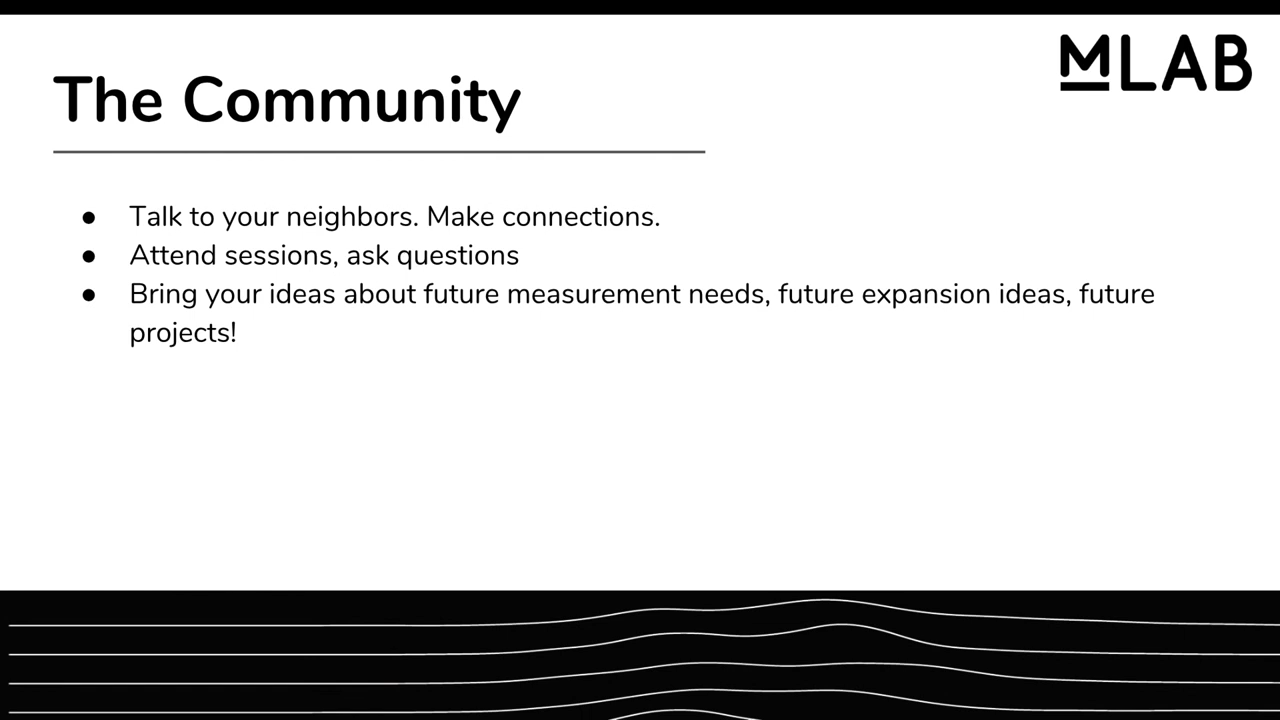 MLAB
The Community
● Talk to your neighbors. Make connections.
● Attend sessions, ask questions
● Bring your ideas about future measurement needs, future expansion ideas, future
projects!